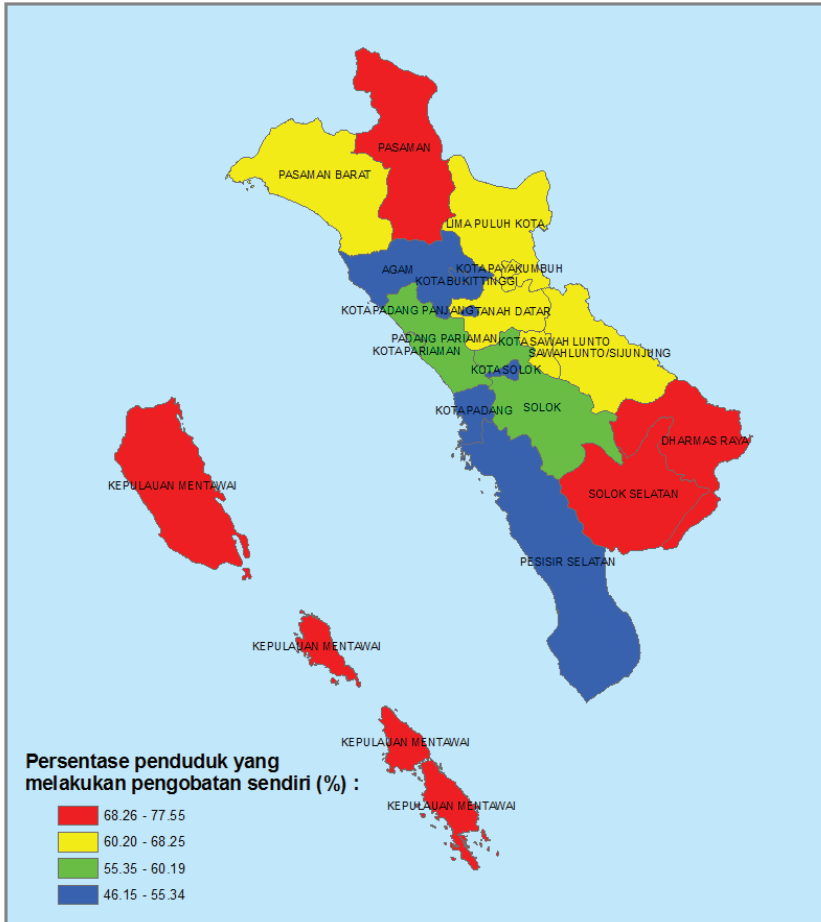 PASAMAN
PASAMAN BARAT
LIMA PULUH KOTA
AGAM
KOTA PAYAKUMBUH
KOTA BUKITTINGGI
KOTA PADANG PANJANG
TANAH DATAR
PADANG PARIAMAN
KOTA SAWAH LUNTO
KOTA PARIAMAN
SAWAHLUNTO/SIJUNJUNG
KOTA SOLOK
KOTA PADANG
SOLOK
DHARMAS RAYA
KEPULAUAN MENTAWAI
SOLOK SELATAN
PESISIR SELATAN
KEPULAUAN MENTAWAI
KEPULAUAN MENTAWAI
KEPULAUAN MENTAWAI
Persentase penduduk yang
melakukan pengobatan sendiri (%) :
68.26 - 77.55
60.20 - 68.25
55.35 - 60.19
46.15 - 55.34